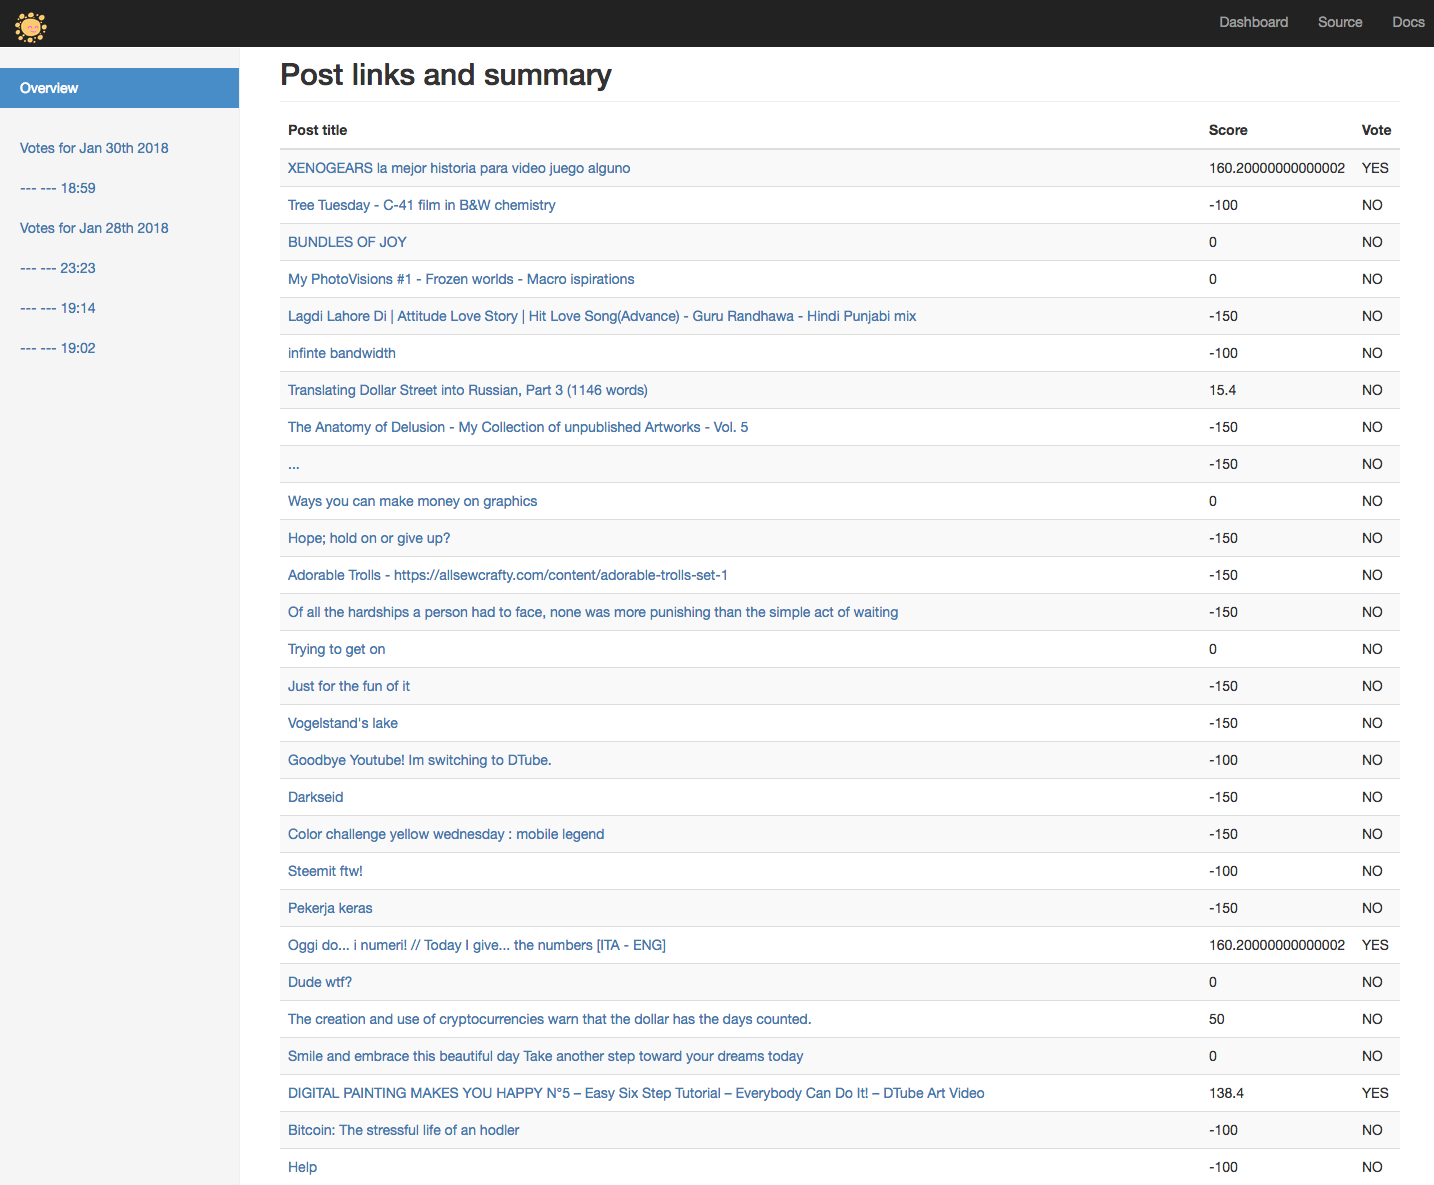 Dashboard Source Docs
Overview
Votes for Jan 30th 2018
--- --- 18:59
Votes for Jan 28th 2018
--- --- 23:23
--- --- 19:14
--- --- 19:02
Post links and summary
Post title Score Vote
XENOGEARS la mejor historia para video juego alguno 160.20000000000002 YES
Tree Tuesday - C-41 film in B&W chemistry -100 NO
BUNDLES OF JOY 0 NO
My PhotoVisions #1 - Frozen worlds - Macro ispirations 0 NO
Lagdi Lahore Di | Attitude Love Story | Hit Love Song(Advance) - Guru Randhawa - Hindi Punjabi mix -150 NO
infinte bandwidth -100 NO
Translating Dollar Street into Russian, Part 3 (1146 words) 15.4 NO
The Anatomy of Delusion - My Collection of unpublished Artworks - Vol. 5 -150 NO
... -150 NO
Ways you can make money on graphics 0 NO
Hope; hold on or give up? -150 NO
Adorable Trolls - https://allsewcrafty.com/content/adorable-trolls-set-1 -150 NO
Of all the hardships a person had to face, none was more punishing than the simple act of waiting -150 NO
Trying to get on 0 NO
Just for the fun of it -150 NO
Vogelstand's lake -150 NO
Goodbye Youtube! Im switching to DTube. -100 NO
Darkseid -150 NO
Color challenge yellow wednesday : mobile legend -150 NO
Steemit ftw! -100 NO
Pekerja keras -150 NO
Oggi do... i numeri! // Today I give... the numbers [ITA - ENG] 160.20000000000002 YES
Dude wtf? 0 NO
The creation and use of cryptocurrencies warn that the dollar has the days counted. 50 NO
Smile and embrace this beautiful day Take another step toward your dreams today 0 NO
DIGITAL PAINTING MAKES YOU HAPPY N°5 – Easy Six Step Tutorial – Everybody Can Do It! – DTube Art Video 138.4 YES
Bitcoin: The stressful life of an hodler -100 NO
Help -100 NO